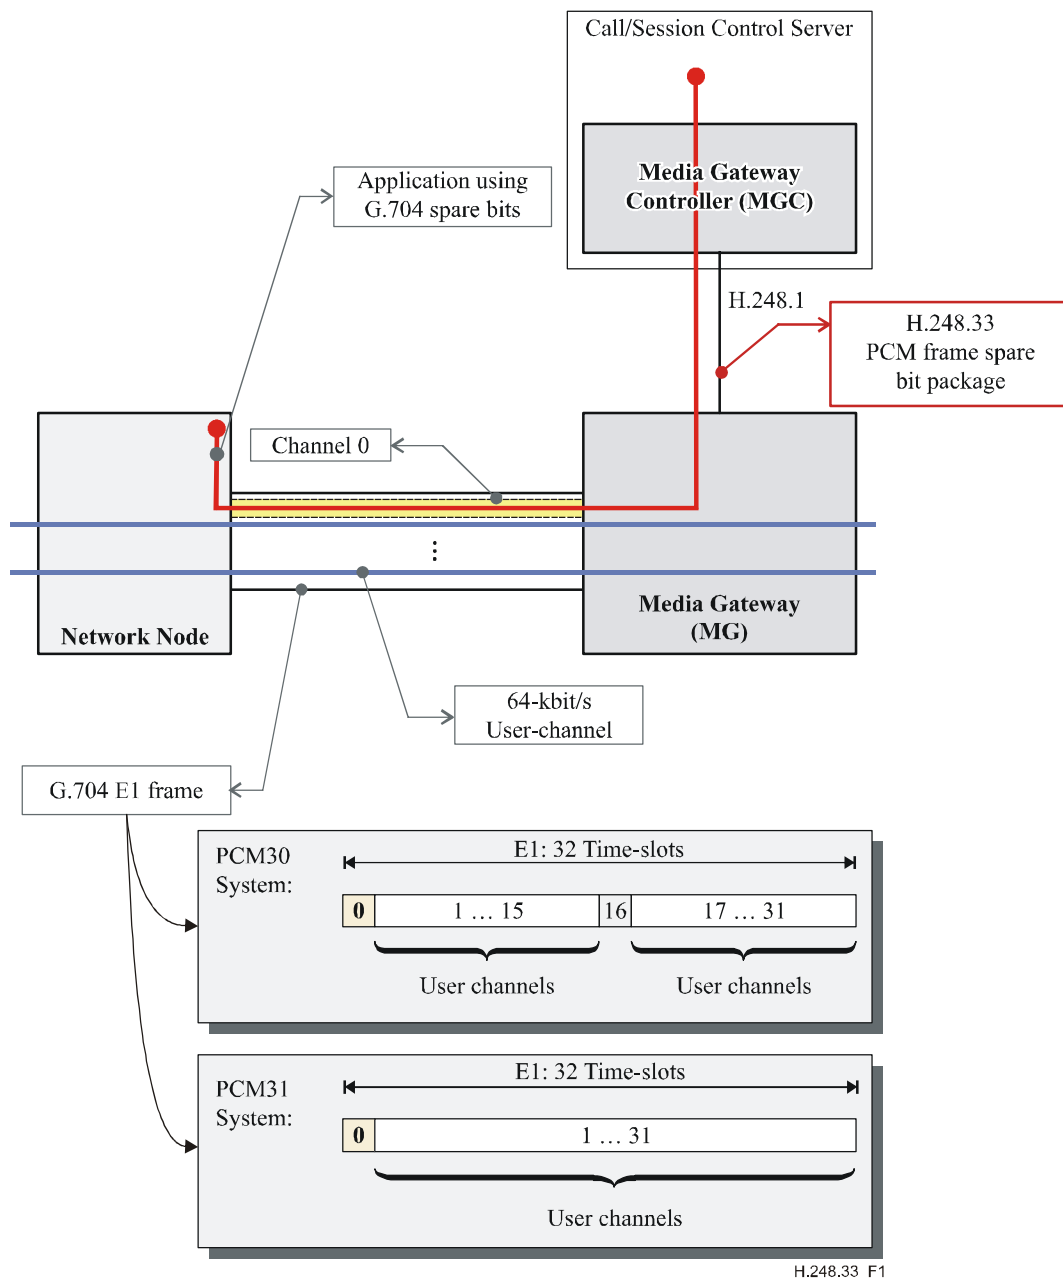 Call/Session Control Server
Media Gateway
Controller (MGC)
Application using
G.704 spare bits
H.248.1
H.248.33
PCM frame spare
bit package
Channel 0
⋮
Network Node
Media Gateway
(MG)
64-kbit/s
User-channel
G.704 E1 frame
PCM30
System:
E1: 32 Time-slots
0
1 … 15
16
17 … 31
User channels
User channels
PCM31
System:
E1: 32 Time-slots
0
1 … 31
User channels
H.248.33_F1